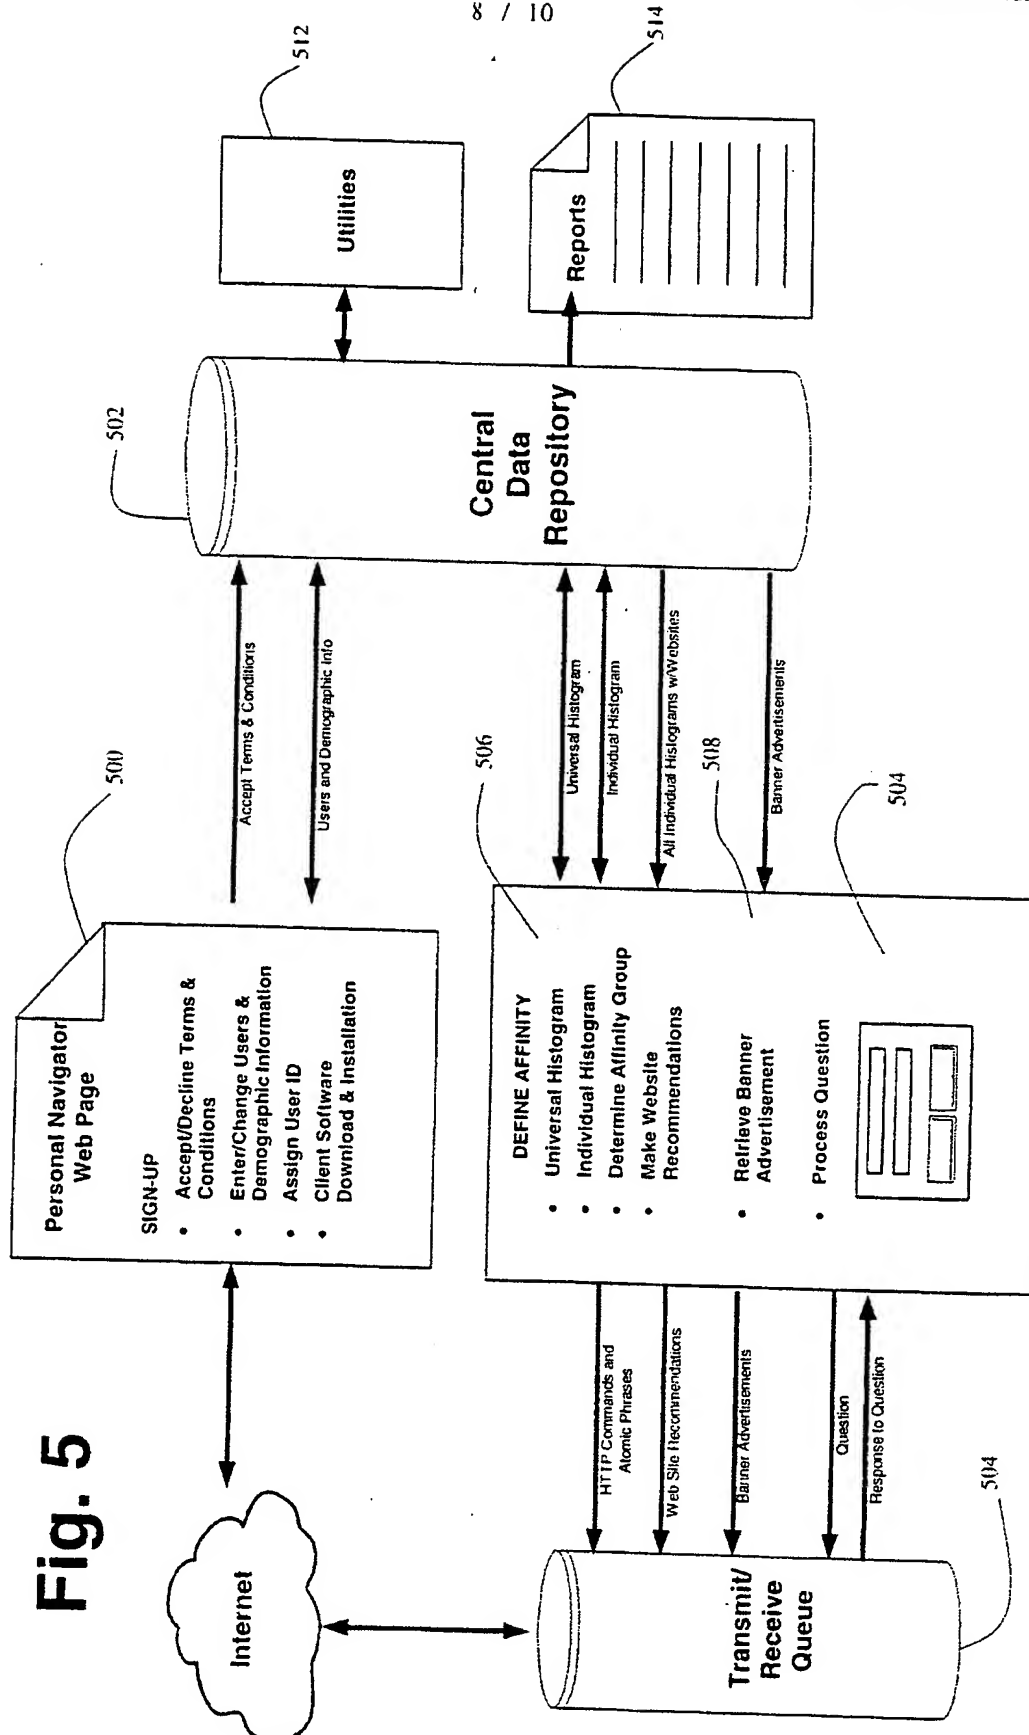 8 / 10
Fig. 5
Internet
Personal Navigator
Web Page
SIGN-UP
• Accept/Decline Terms &
Conditions
• Enter/Change Users &
Demographic Information
• Assign User ID
• Client Software
Download & Installation
500
Accept Terms & Conditions
Users and Demographic Info
502
Central
Data
Repository
512
Utilities
514
Reports
Transmit/
Receive
Queue
504
HTTP Commands and
Atomic Phrases
Web Site Recommendations
Banner Advertisements
Question
Response to Question
DEFINE AFFINITY
• Universal Histogram
• Individual Histogram
• Determine Affinity Group
• Make Website
Recommendations
• Retrieve Banner
Advertisement
• Process Question
506
508
504
Universal Histogram
Individual Histogram
All Individual Histograms w/Websites
Banner Advertisements